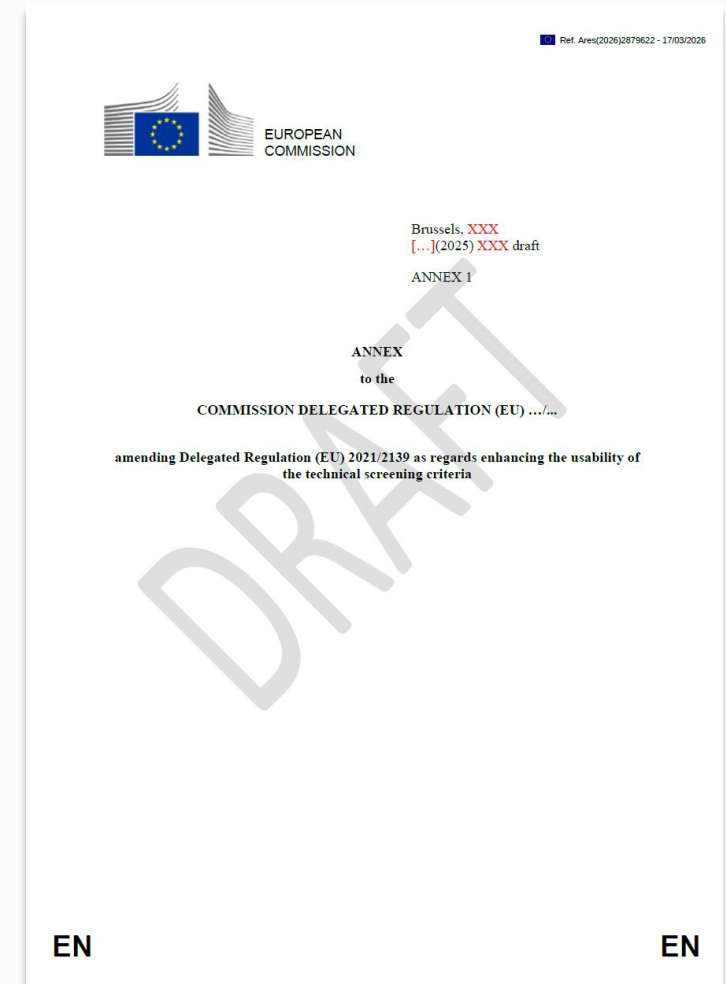 Ref. Ares(2026)2879622 - 17/03/2026
EUROPEAN
COMMISSION
Brussels, XXX
[…](2025) XXX draft
ANNEX 1
ANNEX
to the
COMMISSION DELEGATED REGULATION (EU) …/...
amending Delegated Regulation (EU) 2021/2139 as regards enhancing the usability of
the technical screening criteria
DRAFT
EN EN